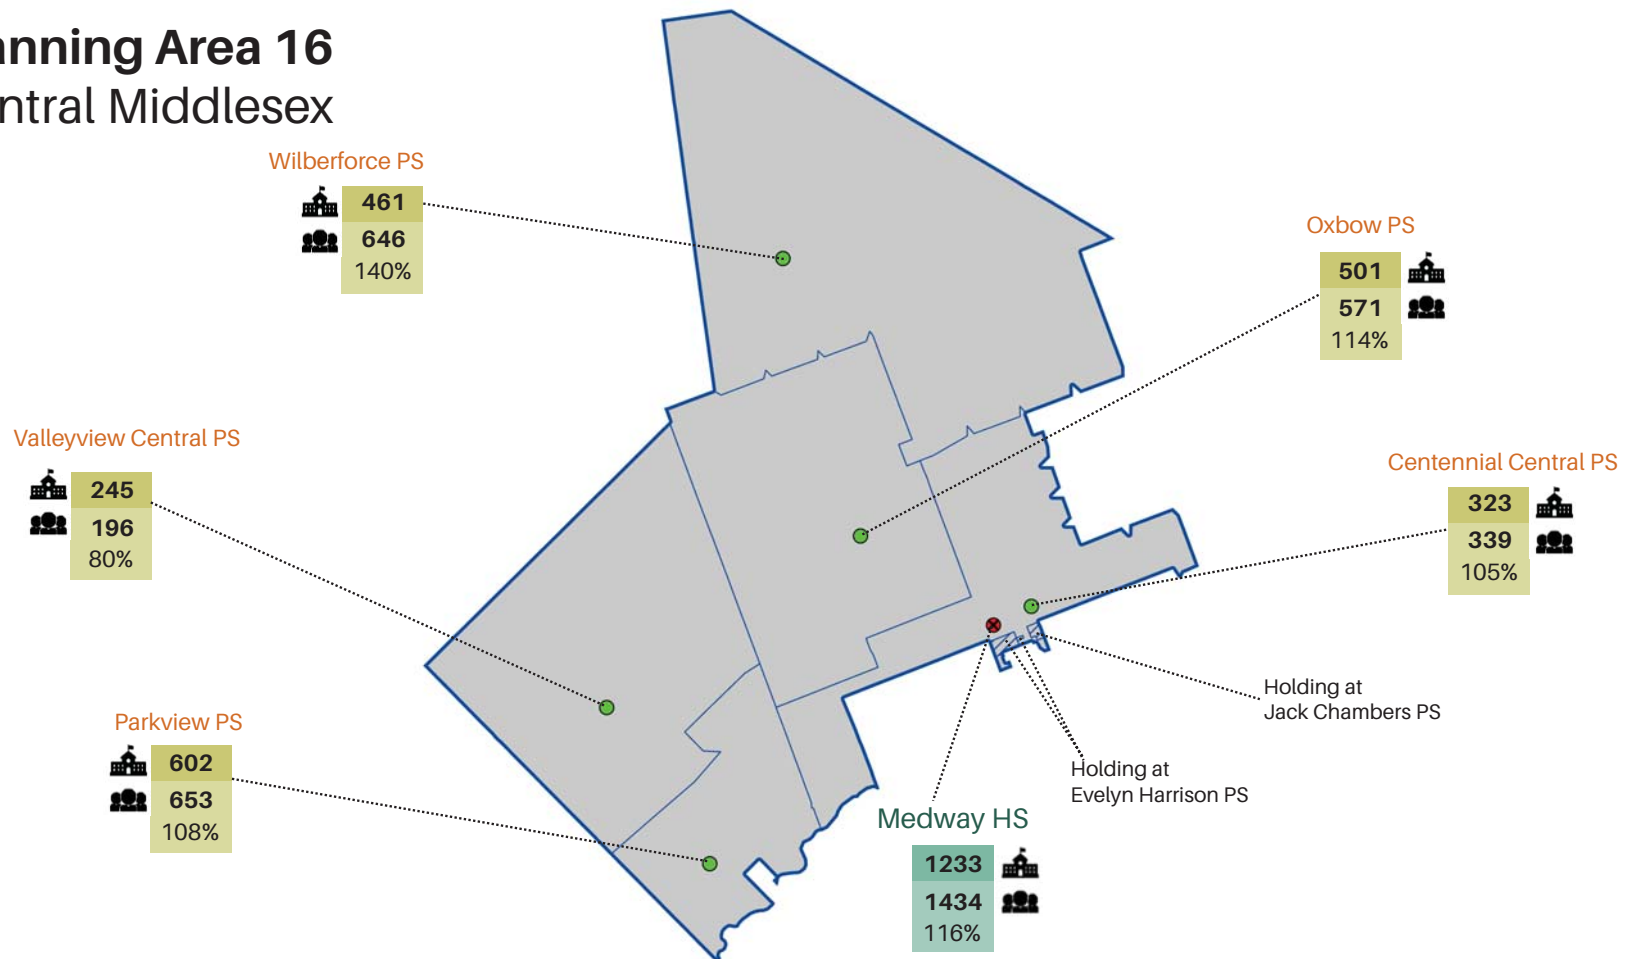 anning Area 16
ntral Middlesex
Wilberforce PS
461
646
140%
Oxbow PS
501
571
114%
Valleyview Central PS
245
196
80%
Centennial Central PS
323
339
105%
Parkview PS
602
653
108%
Holding at
Jack Chambers PS
Holding at
Evelyn Harrison PS
Medway HS
1233
1434
116%